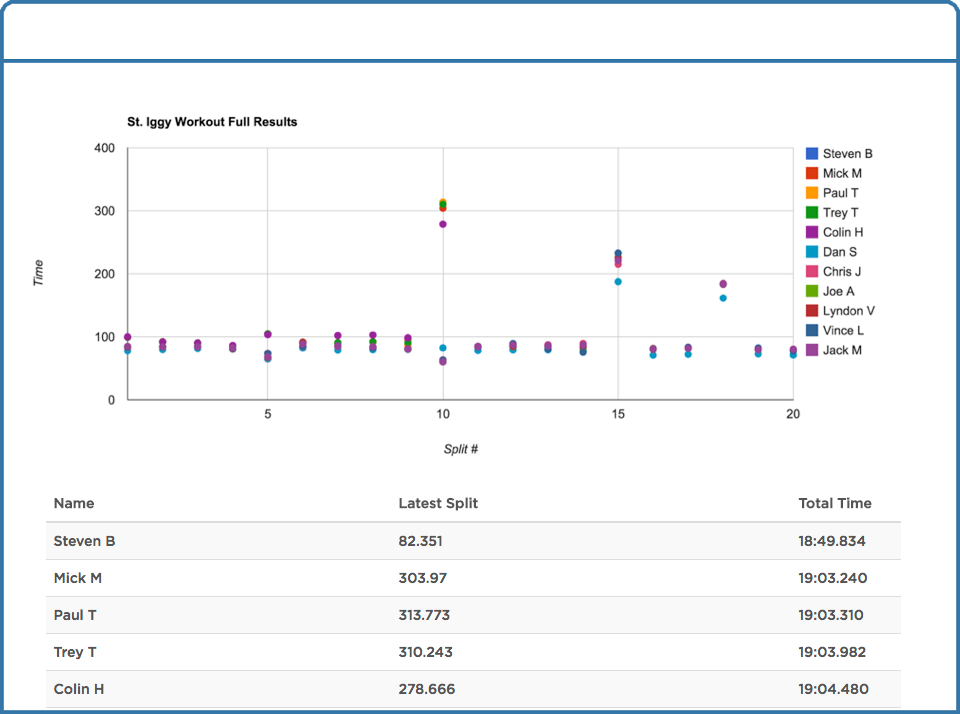 St. Iggy Workout Full Results
400
300
200
100
0
Time
5 10 15 20
Split #
Steven B
Mick M
Paul T
Trey T
Colin H
Dan S
Chris J
Joe A
Lyndon V
Vince L
Jack M
Name Latest Split Total Time
Steven B 82.351 18:49.834
Mick M 303.97 19:03.240
Paul T 313.773 19:03.310
Trey T 310.243 19:03.982
Colin H 278.666 19:04.480